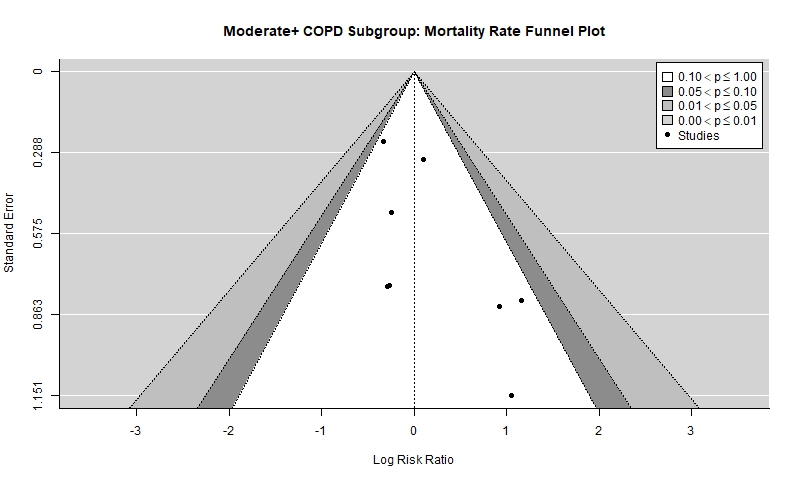 Moderate+ COPD Subgroup: Mortality Rate Funnel Plot
0.10 < p ≤ 1.00
0.05 < p ≤ 0.10
0.01 < p ≤ 0.05
0.00 < p ≤ 0.01
Studies
Standard Error
0
0.288
0.575
0.863
1.151
-3 -2 -1 0 1 2 3
Log Risk Ratio